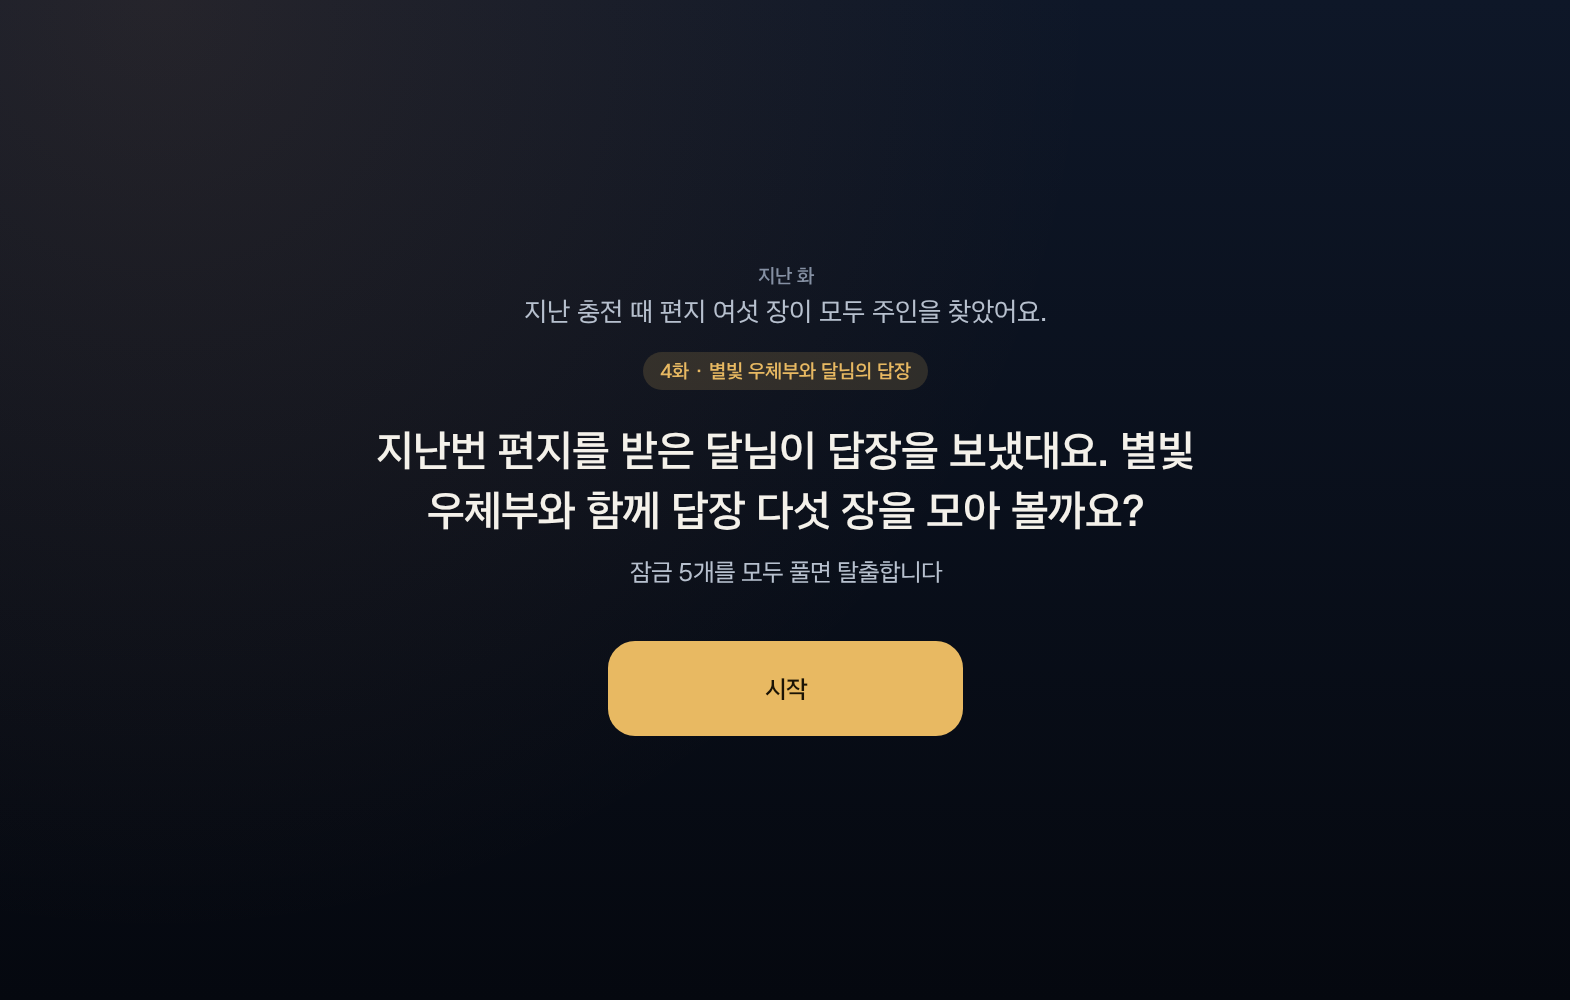 지난 화
지난 충전 때 편지 여섯 장이 모두 주인을 찾았어요.
4화 · 별빛 우체부와 달님의 답장
지난번 편지를 받은 달님이 답장을 보냈대요. 별빛
우체부와 함께 답장 다섯 장을 모아 볼까요?
잠금 5개를 모두 풀면 탈출합니다
시작